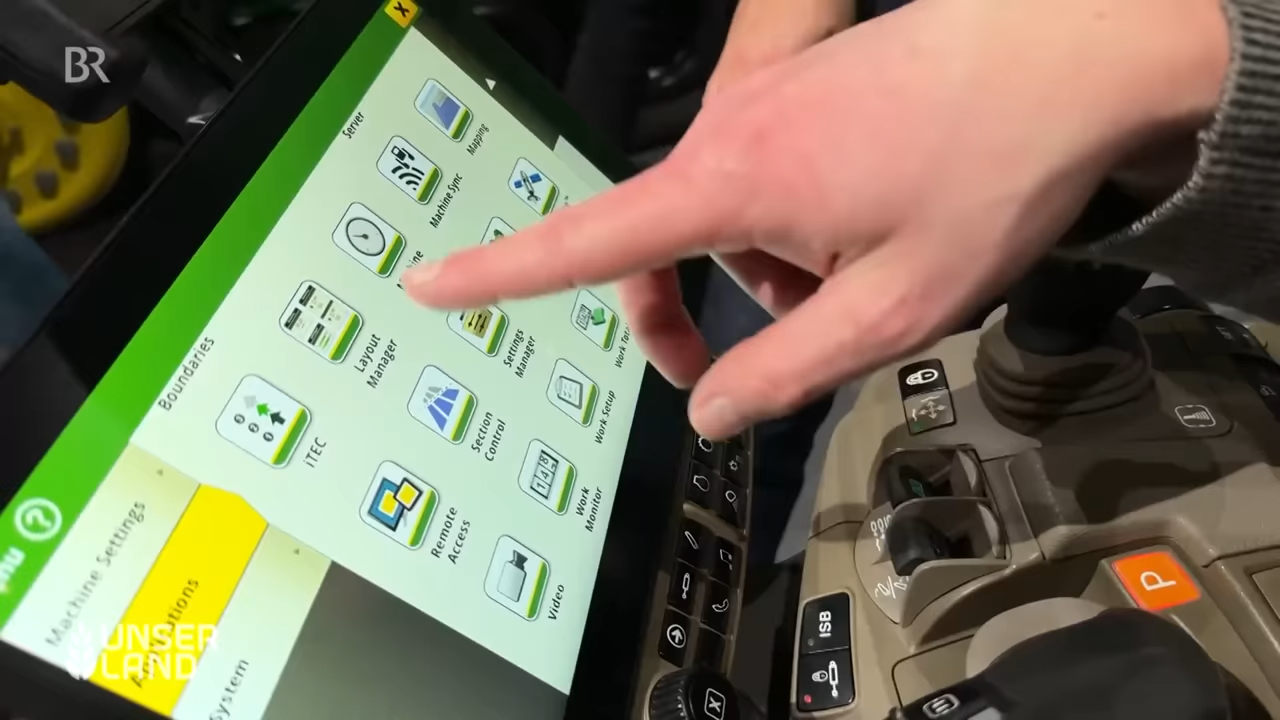 BR
X
Server
Mapping
Machine Sync
Boundaries
Layout
Manager
Settings
Manager
iTEC
Section
Control
Work Setup
Remote
Access
Work
Monitor
Video
Machine Settings
System
UNSER
LAND
ISB
P
X